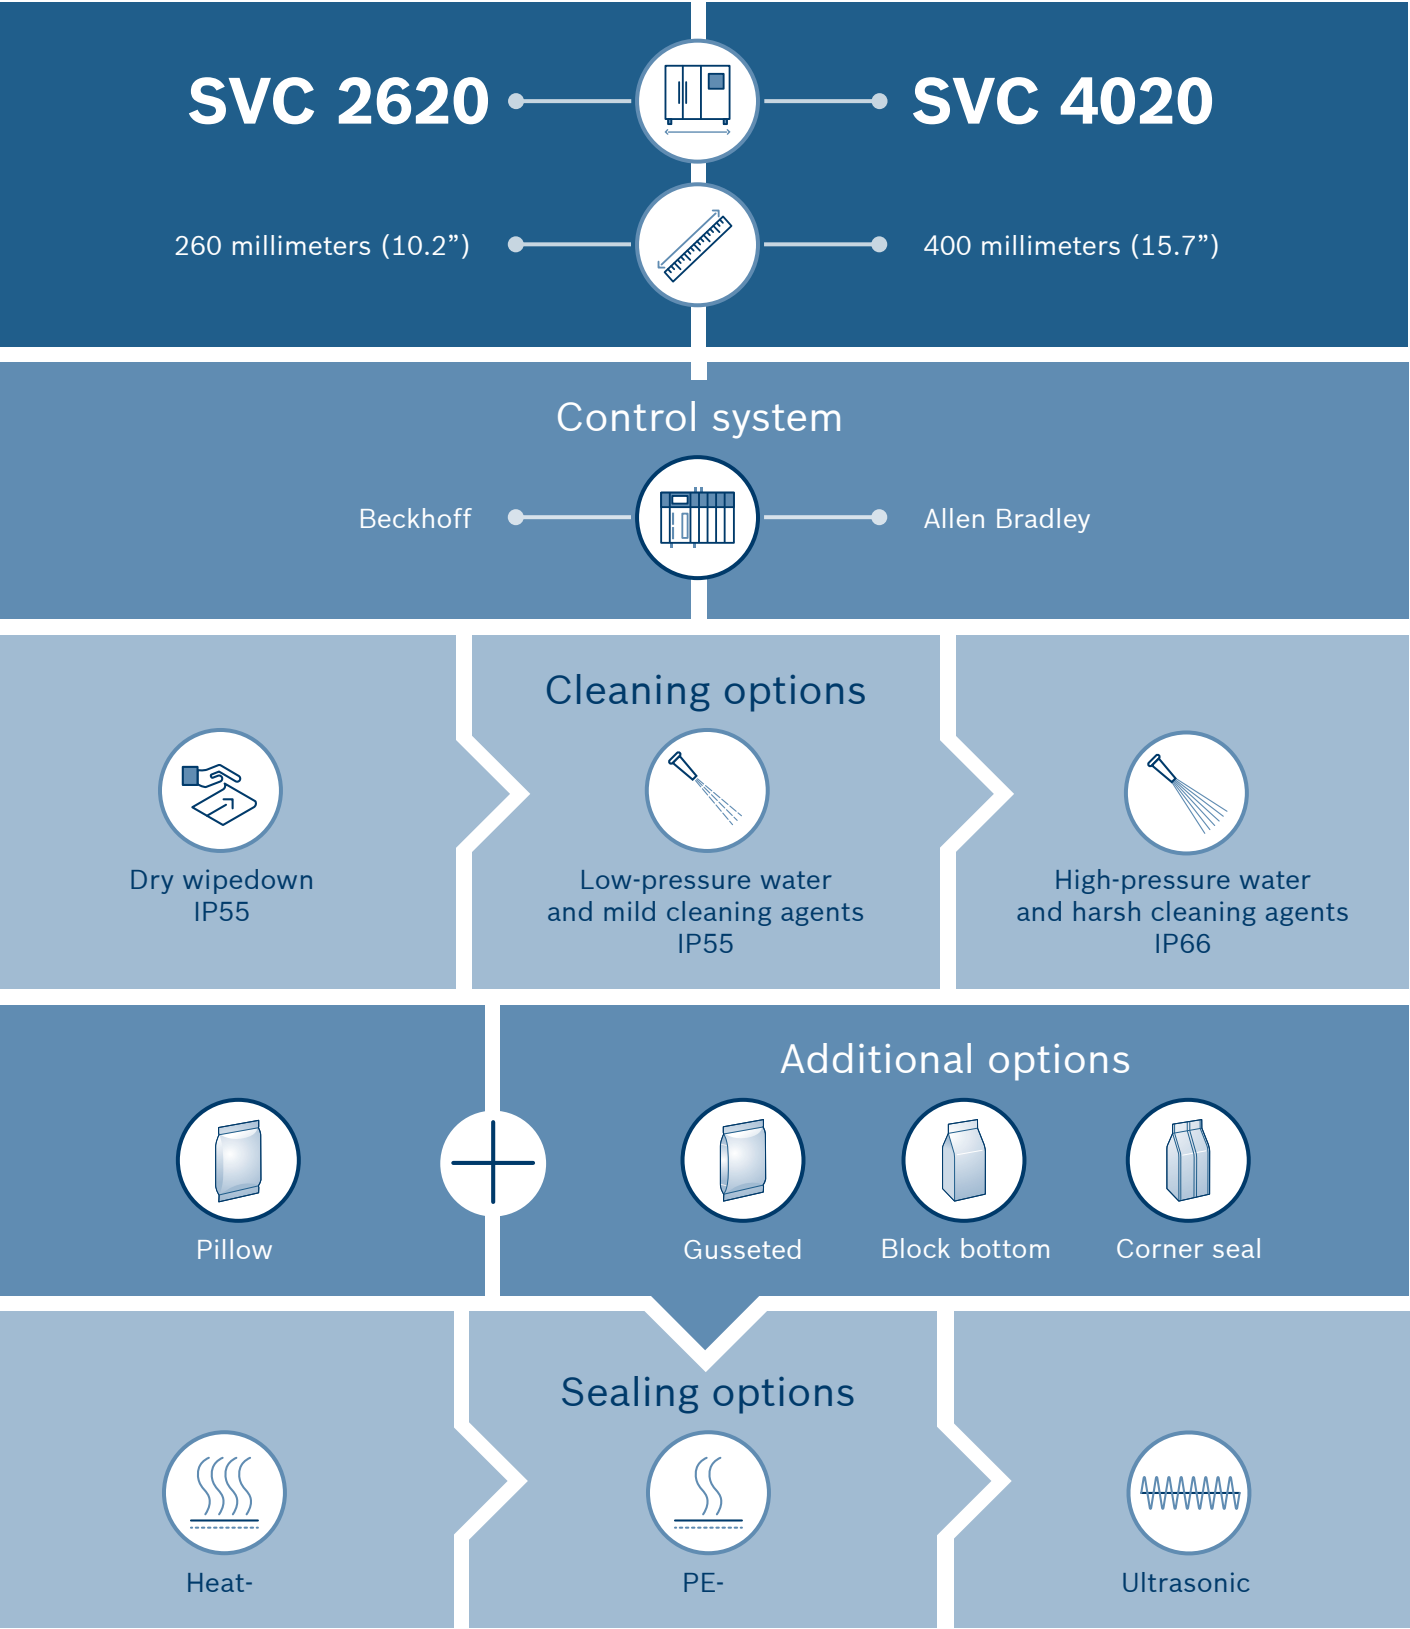 SVC 2620
SVC 4020
260 millimeters (10.2”)
400 millimeters (15.7”)
Control system
Beckhoff
Allen Bradley
Cleaning options
Dry wipedown
IP55
Low-pressure water
and mild cleaning agents
IP55
High-pressure water
and harsh cleaning agents
IP66
Additional options
Pillow
Gusseted
Block bottom
Corner seal
Sealing options
Heat-
PE-
Ultrasonic